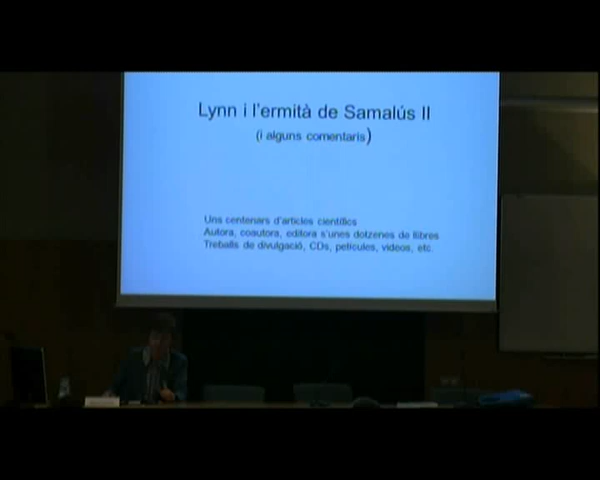 Lynn i l'ermità de Samalús II
(i alguns comentaris)
Uns centenars d'articles científics
Autora, coautora, editora s'unes dotzenes de llibres
Treballs de divulgació, CDs, pel·lícules, videos, etc.